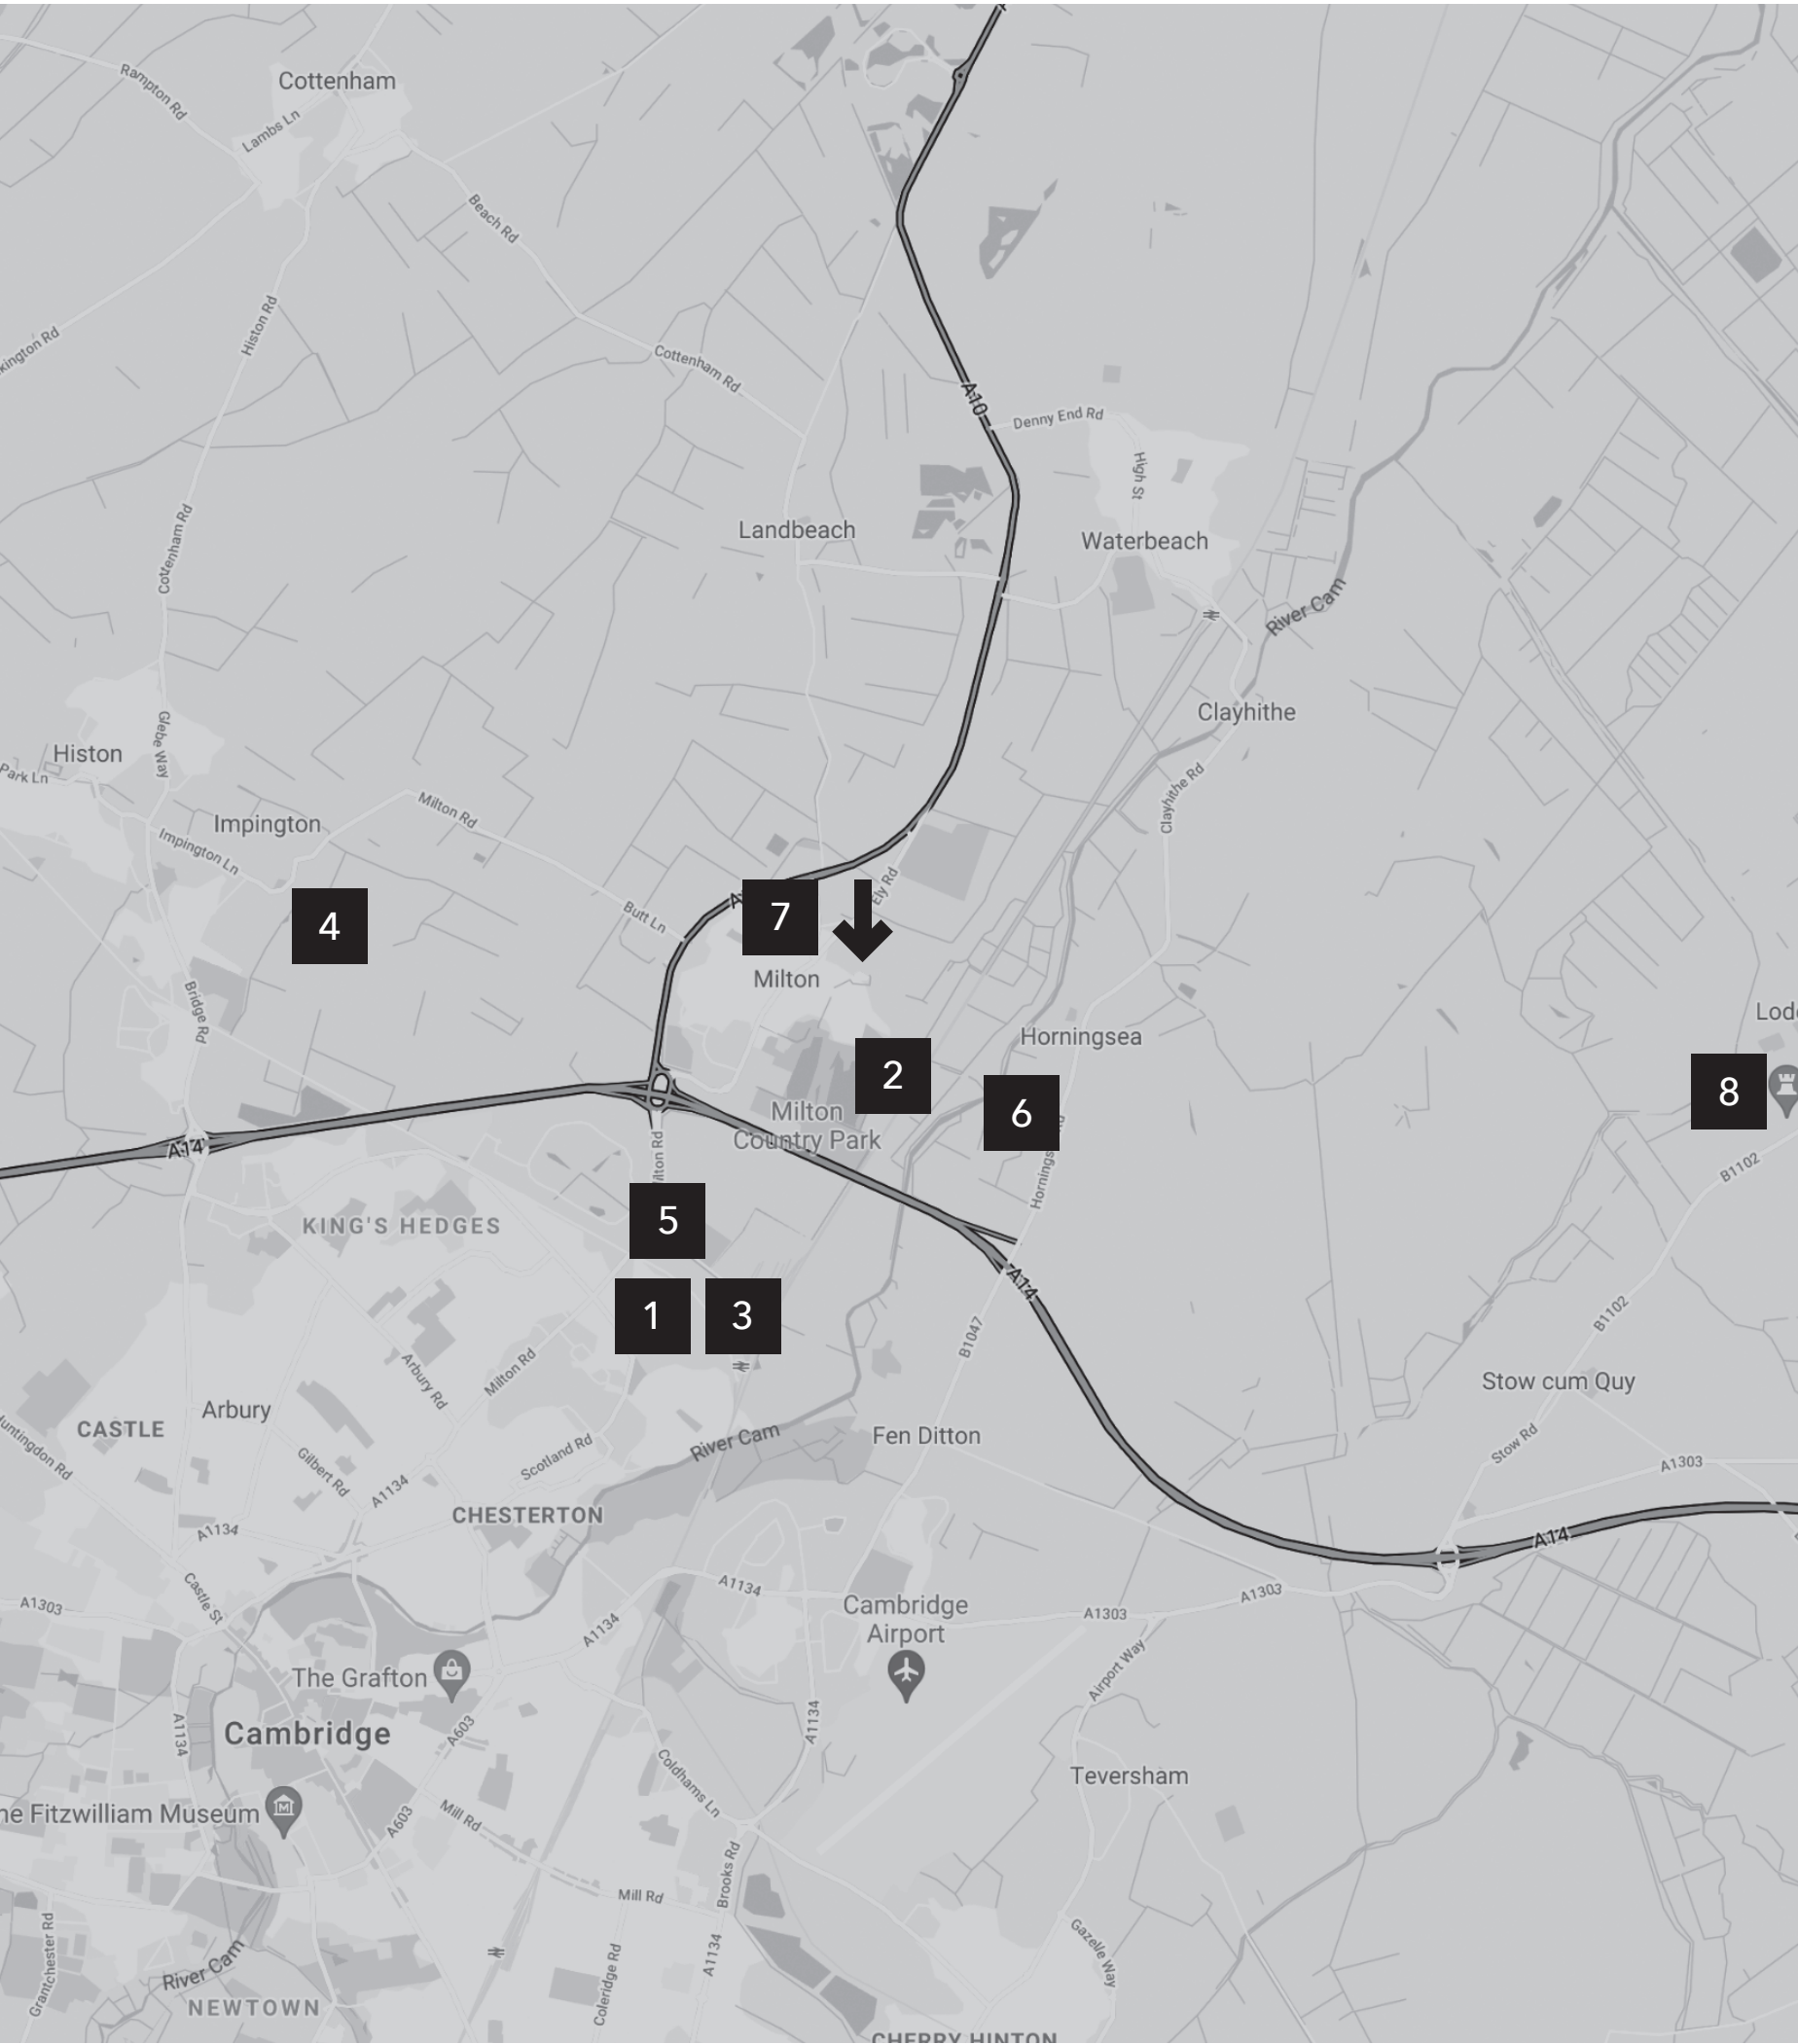 Cottenham
Rampton Rd
Lambs Ln
Beach Rd
Histon Rd
kington Rd
Cottenham Rd
A10
Denny End Rd
High St
Landbeach
Waterbeach
Cottenham Rd
River Cam
Clayhithe
Glebe Way
Histon
Park Ln
Clayhithe Rd
Milton Rd
Impington
Impington Ln
Ely Rd
Butt Ln
A
7
4
Milton
Bridge Rd
Horningsea
Lod
2
8
6
Milton
Country Park
Hornings
d
A14
ilton Rd
B1102
5
KING'S HEDGES
A14
1
3
B1102
B1047
Arbury Rd
Milton Rd
Stow cum Quy
Arbury
CASTLE
Fen Ditton
River Cam
Stow Rd
untingdon Rd
Gilbert Rd
Scotland Rd
A1303
A1134
CHESTERTON
A1134
A14
Castle St
A1134
A1303
A1303
A1303
Cambridge
Airport
A1134
Airport Way
The Grafton
A1134
A1134
A603
Cambridge
Coldhams Ln
Teversham
he Fitzwilliam Museum
A603
Mill Rd
Brooks Rd
Mill Rd
Grantchester Rd
Gazelle Way
A1134
River Cam
Coleridge Rd
NEWTOWN
CHERRY HINTON